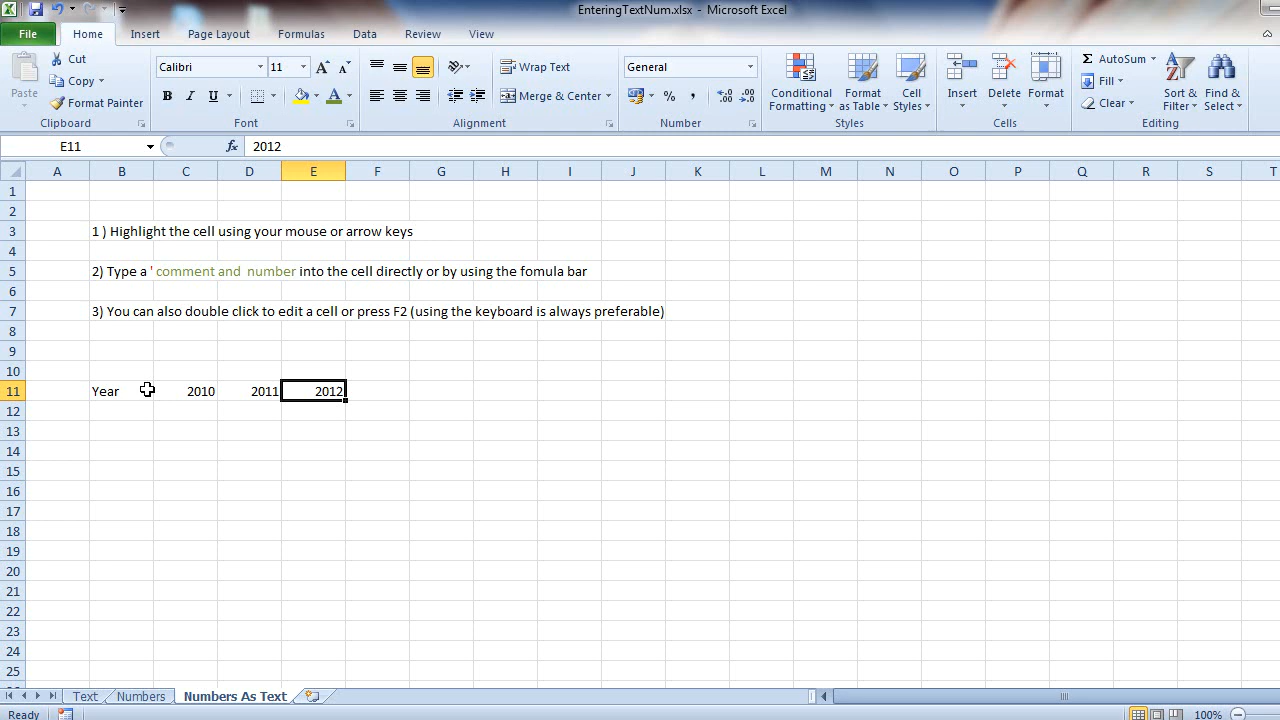 EnteringTextNum.xlsx - Microsoft Excel
File Home Insert Page Layout Formulas Data Review View
Paste Cut Copy Format Painter
Calibri 11
B I U A
Wrap Text
Merge & Center
General
% ,
Conditional Formatting Format as Table Cell Styles
Insert Delete Format
AutoSum Fill Clear Sort & Filter Find & Select
Clipboard Font Alignment Number Styles Cells Editing
E11 fx 2012
A B C D E F G H I J K L M N O P Q R S T
1
2
3 1 ) Highlight the cell using your mouse or arrow keys
4
5 2) Type a ' comment and number into the cell directly or by using the fomula bar
6
7 3) You can also double click to edit a cell or press F2 (using the keyboard is always preferable)
8
9
10
11 Year 2010 2011 2012
12
13
14
15
16
17
18
19
20
21
22
23
24
25
Text Numbers Numbers As Text
Ready 100%